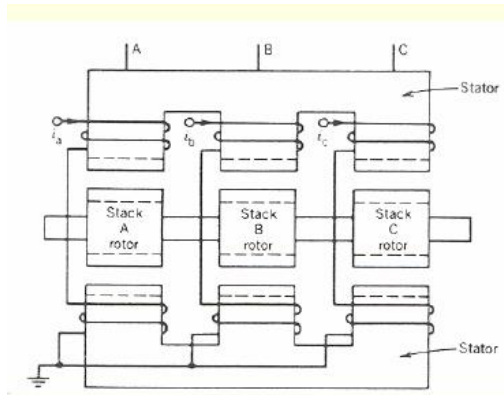 A B C
Stator
i_a i_b i_c
Stack A rotor
Stack B rotor
Stack C rotor
Stator